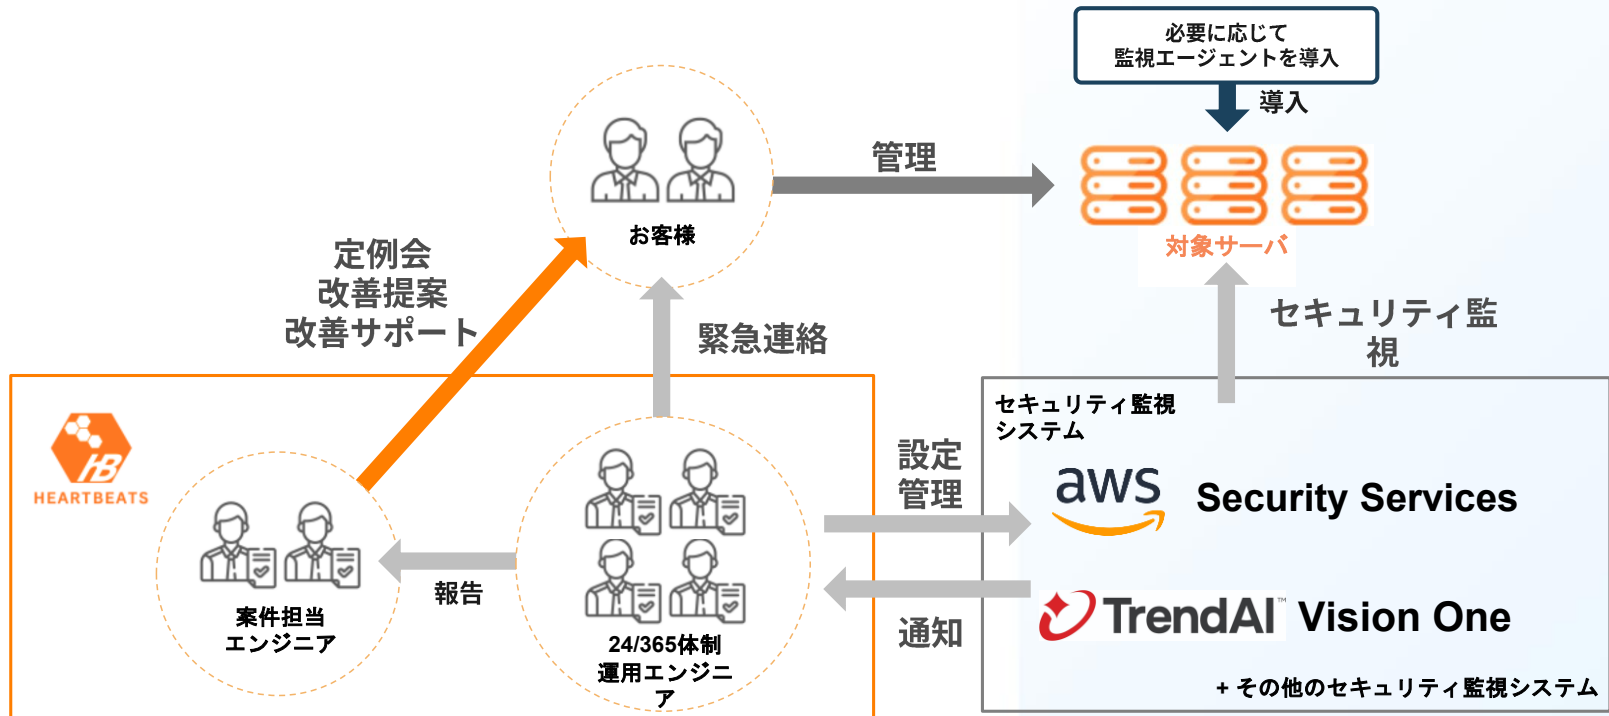 必要に応じて
監視エージェントを導入
導入
管理
お客様
対象サーバ
定例会
改善提案
改善サポート
緊急連絡
セキュリティ監
視
HB
HEARTBEATS
案件担当
エンジニア
報告
24/365体制
運用エンジニ
ア
設定
管理
通知
セキュリティ監視
システム
aws Security Services
TrendAI™ Vision One
+ その他のセキュリティ監視システム